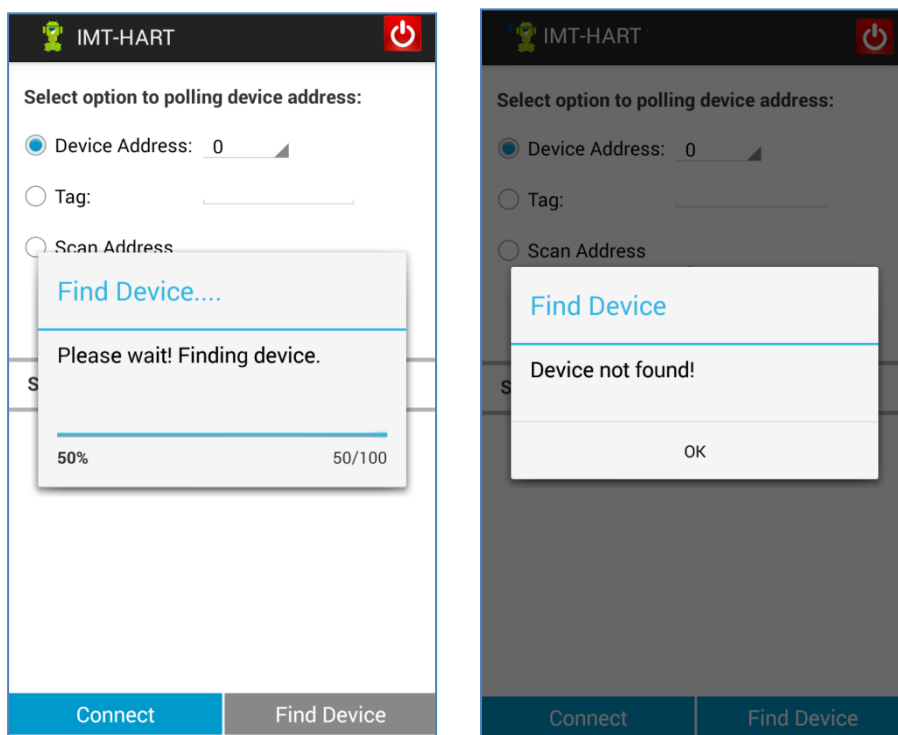 IMT-HART
Select option to polling device address:
Device Address: 0
Tag:
Scan Address
Find Device....
Please wait! Finding device.
S
50% 50/100
Connect Find Device
IMT-HART
Select option to polling device address:
Device Address: 0
Tag:
Scan Address
Find Device
Device not found!
S
OK
Connect Find Device